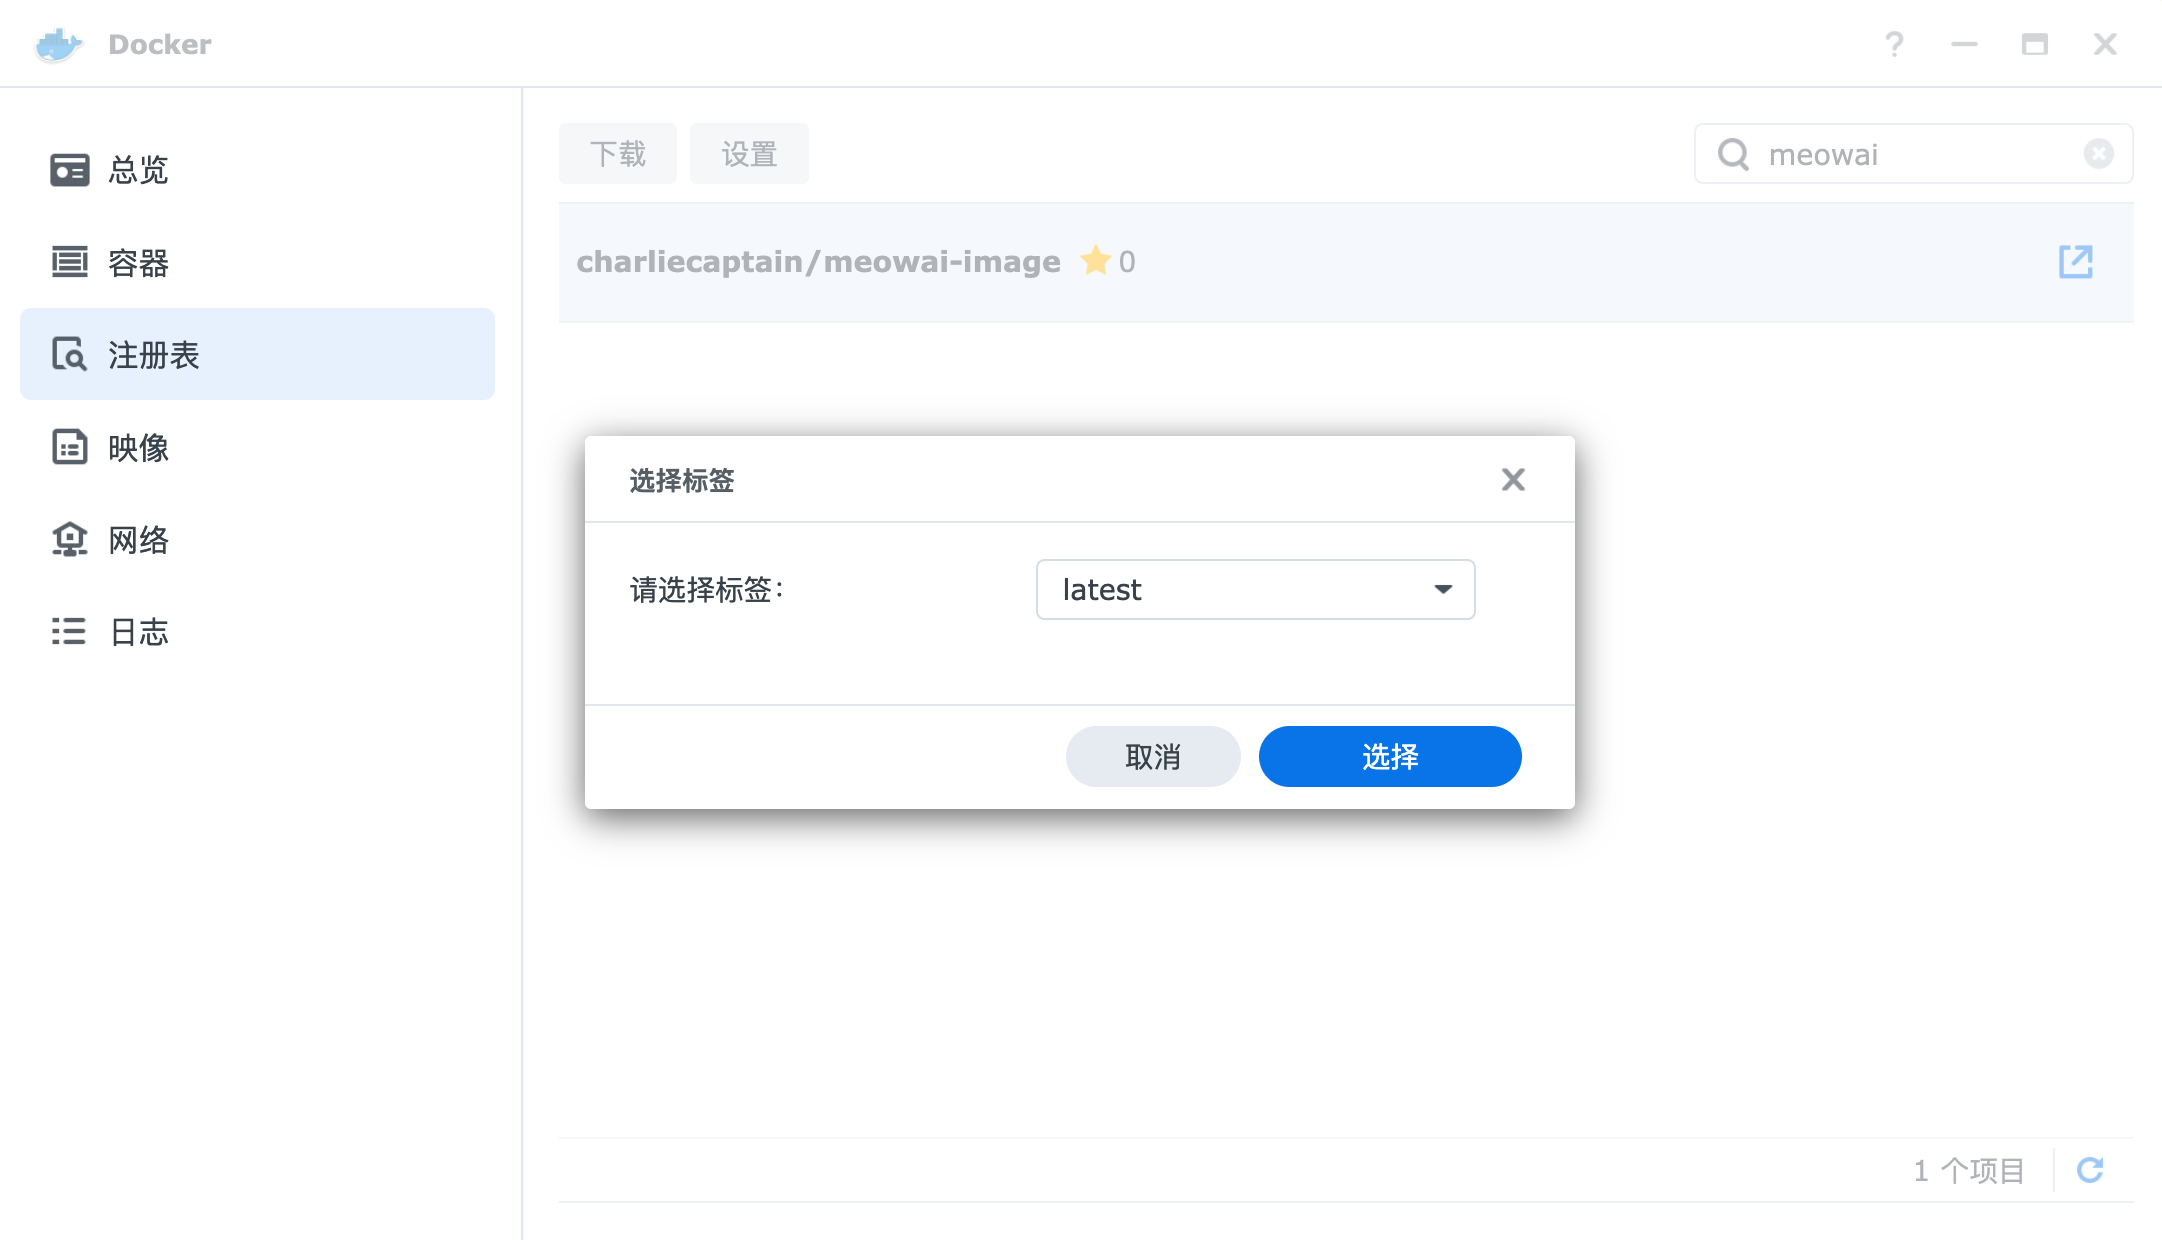 Docker
总览
容器
注册表
映像
网络
日志
下载 设置 meowai
charliecaptain/meowai-image 0
选择标签
请选择标签：latest
取消 选择
1 个项目